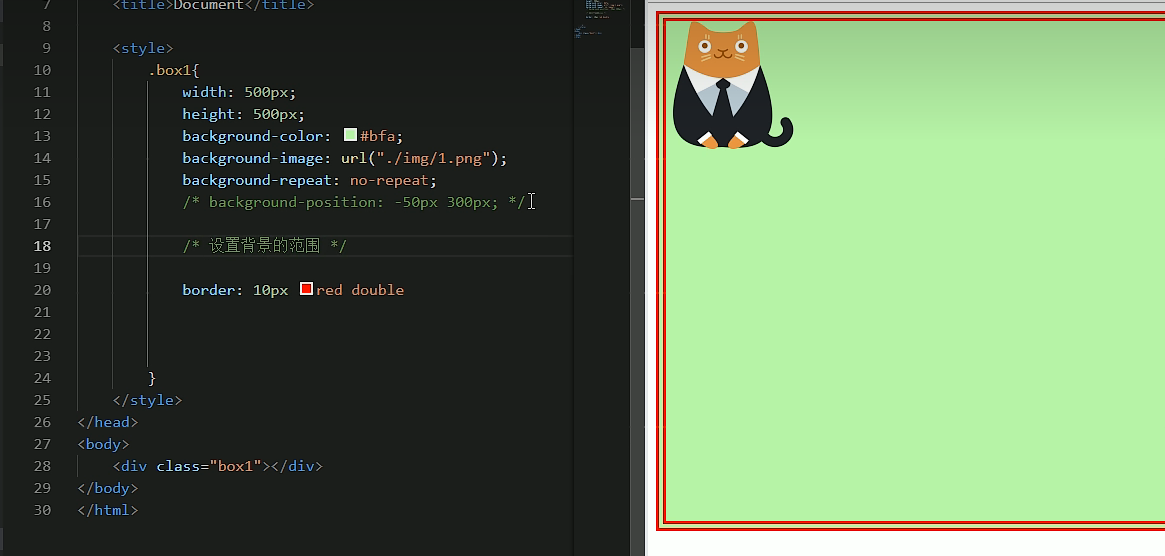 7 <title>Document</title>
8
9 <style>
10 .box1{
11 width: 500px;
12 height: 500px;
13 background-color: #bfa;
14 background-image: url("./img/1.png");
15 background-repeat: no-repeat;
16 /* background-position: -50px 300px; */
17
18 /* 设置背景的范围 */
19
20 border: 10px red double
21
22
23
24 }
25 </style>
26 </head>
27 <body>
28 <div class="box1"></div>
29 </body>
30 </html>